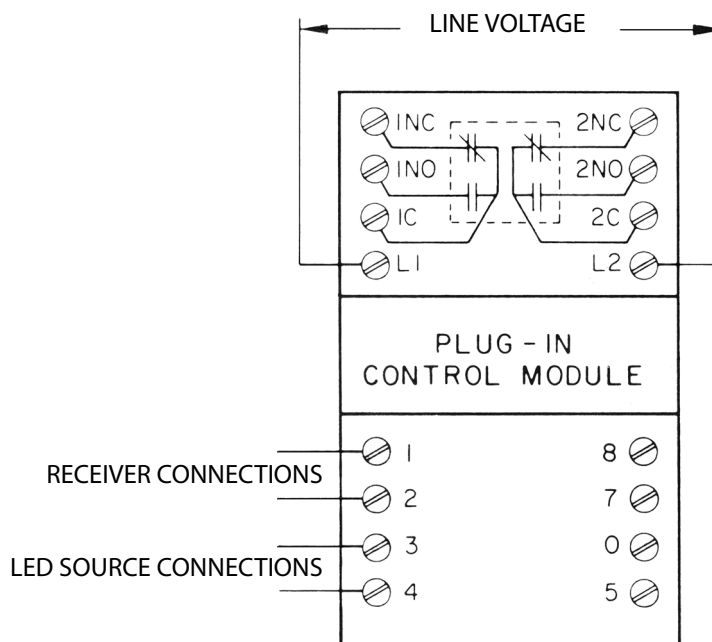 LINE VOLTAGE
1NC 2NC
1NO 2NO
1C 2C
L1 L2
PLUG-IN
CONTROL MODULE
1 8
RECEIVER CONNECTIONS
2 7
3 0
LED SOURCE CONNECTIONS
4 5